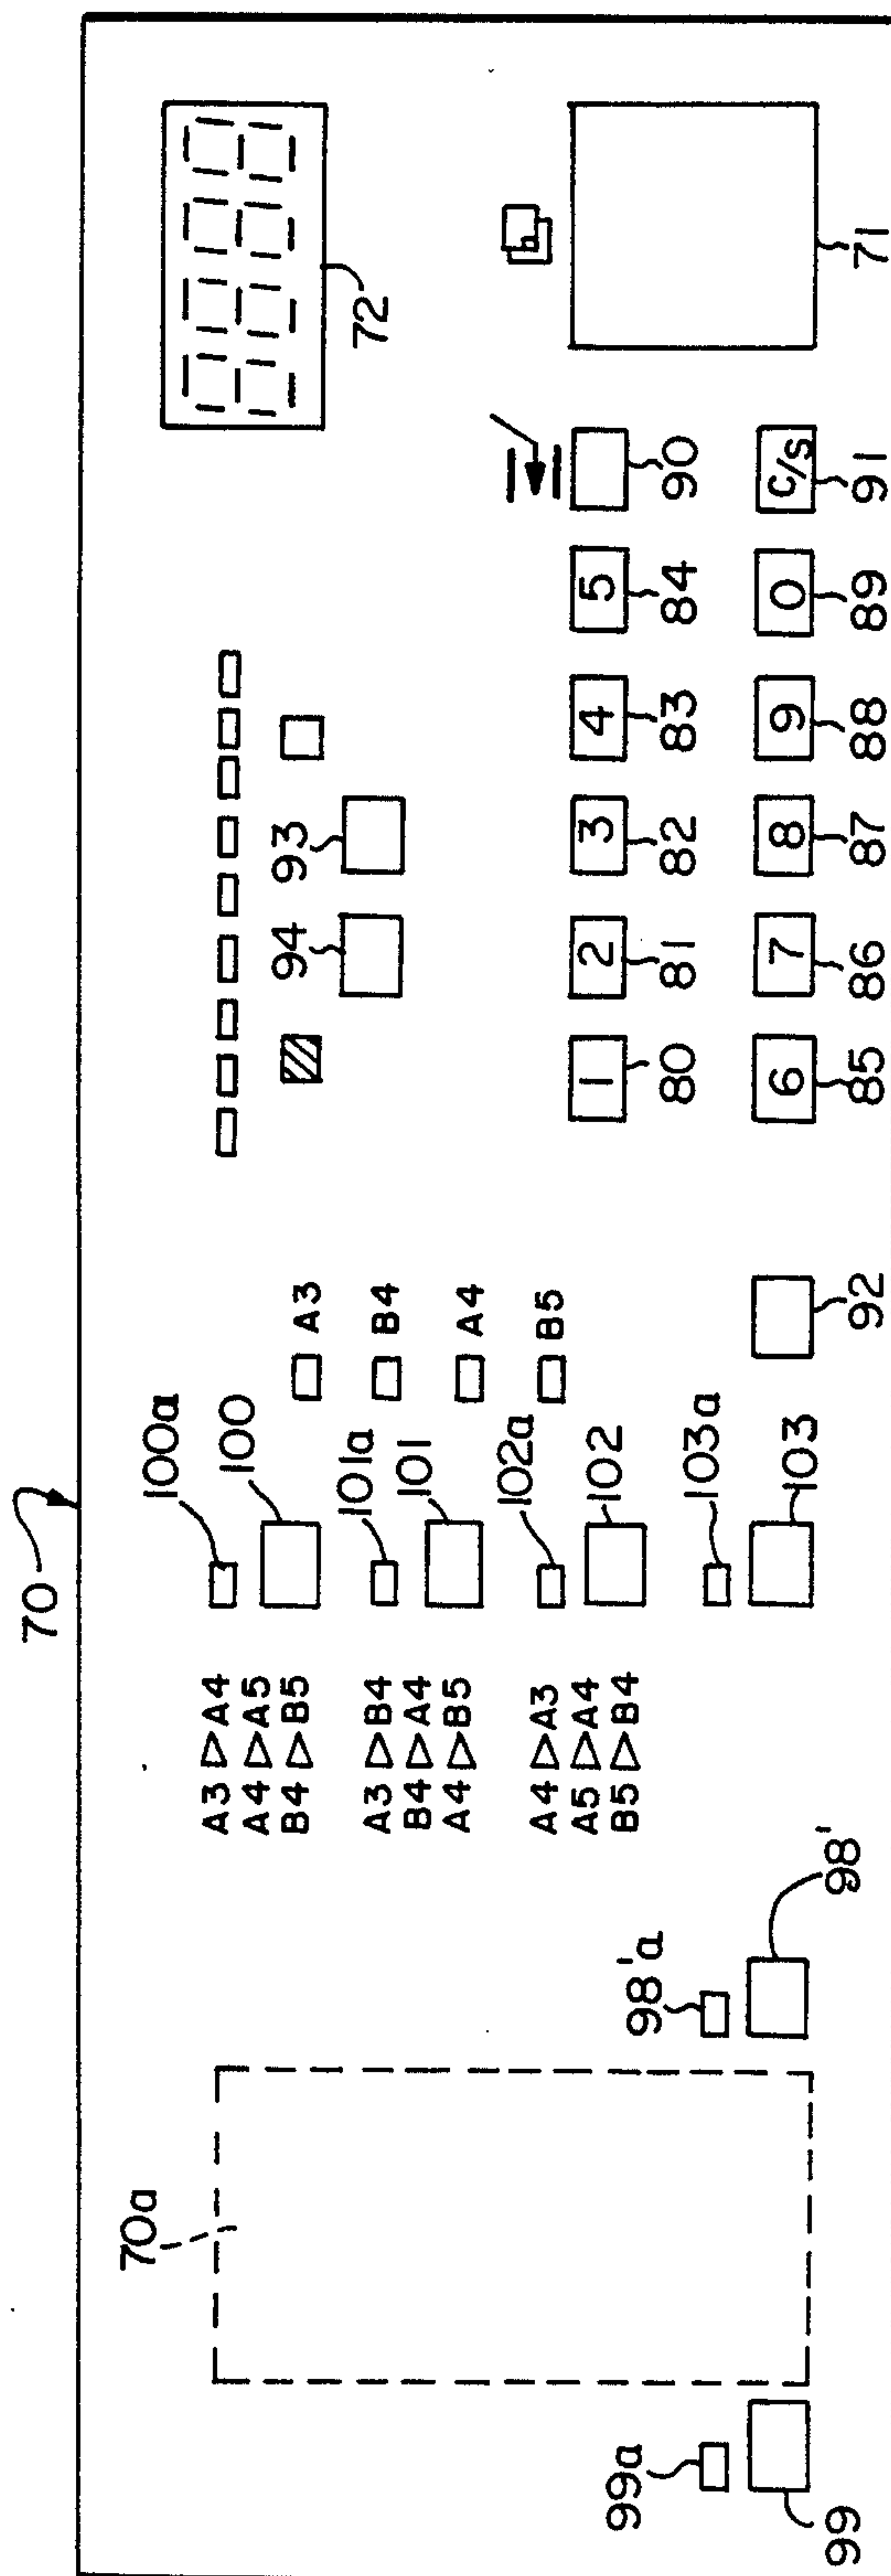 70
70a
99a
99
98'a
98'
A3 ▷ A4
A4 ▷ A5
B4 ▷ B5
A3 ▷ B4
B4 ▷ A4
A4 ▷ B5
A4 ▷ A3
A5 ▷ A4
B5 ▷ B4
100a
100
101a
101
102a
102
103a
103
A3
B4
A4
B5
92
94
93
72
1 2 3 4 5
80 81 82 83 84 90
6 7 8 9 0 C/S
85 86 87 88 89 91
71